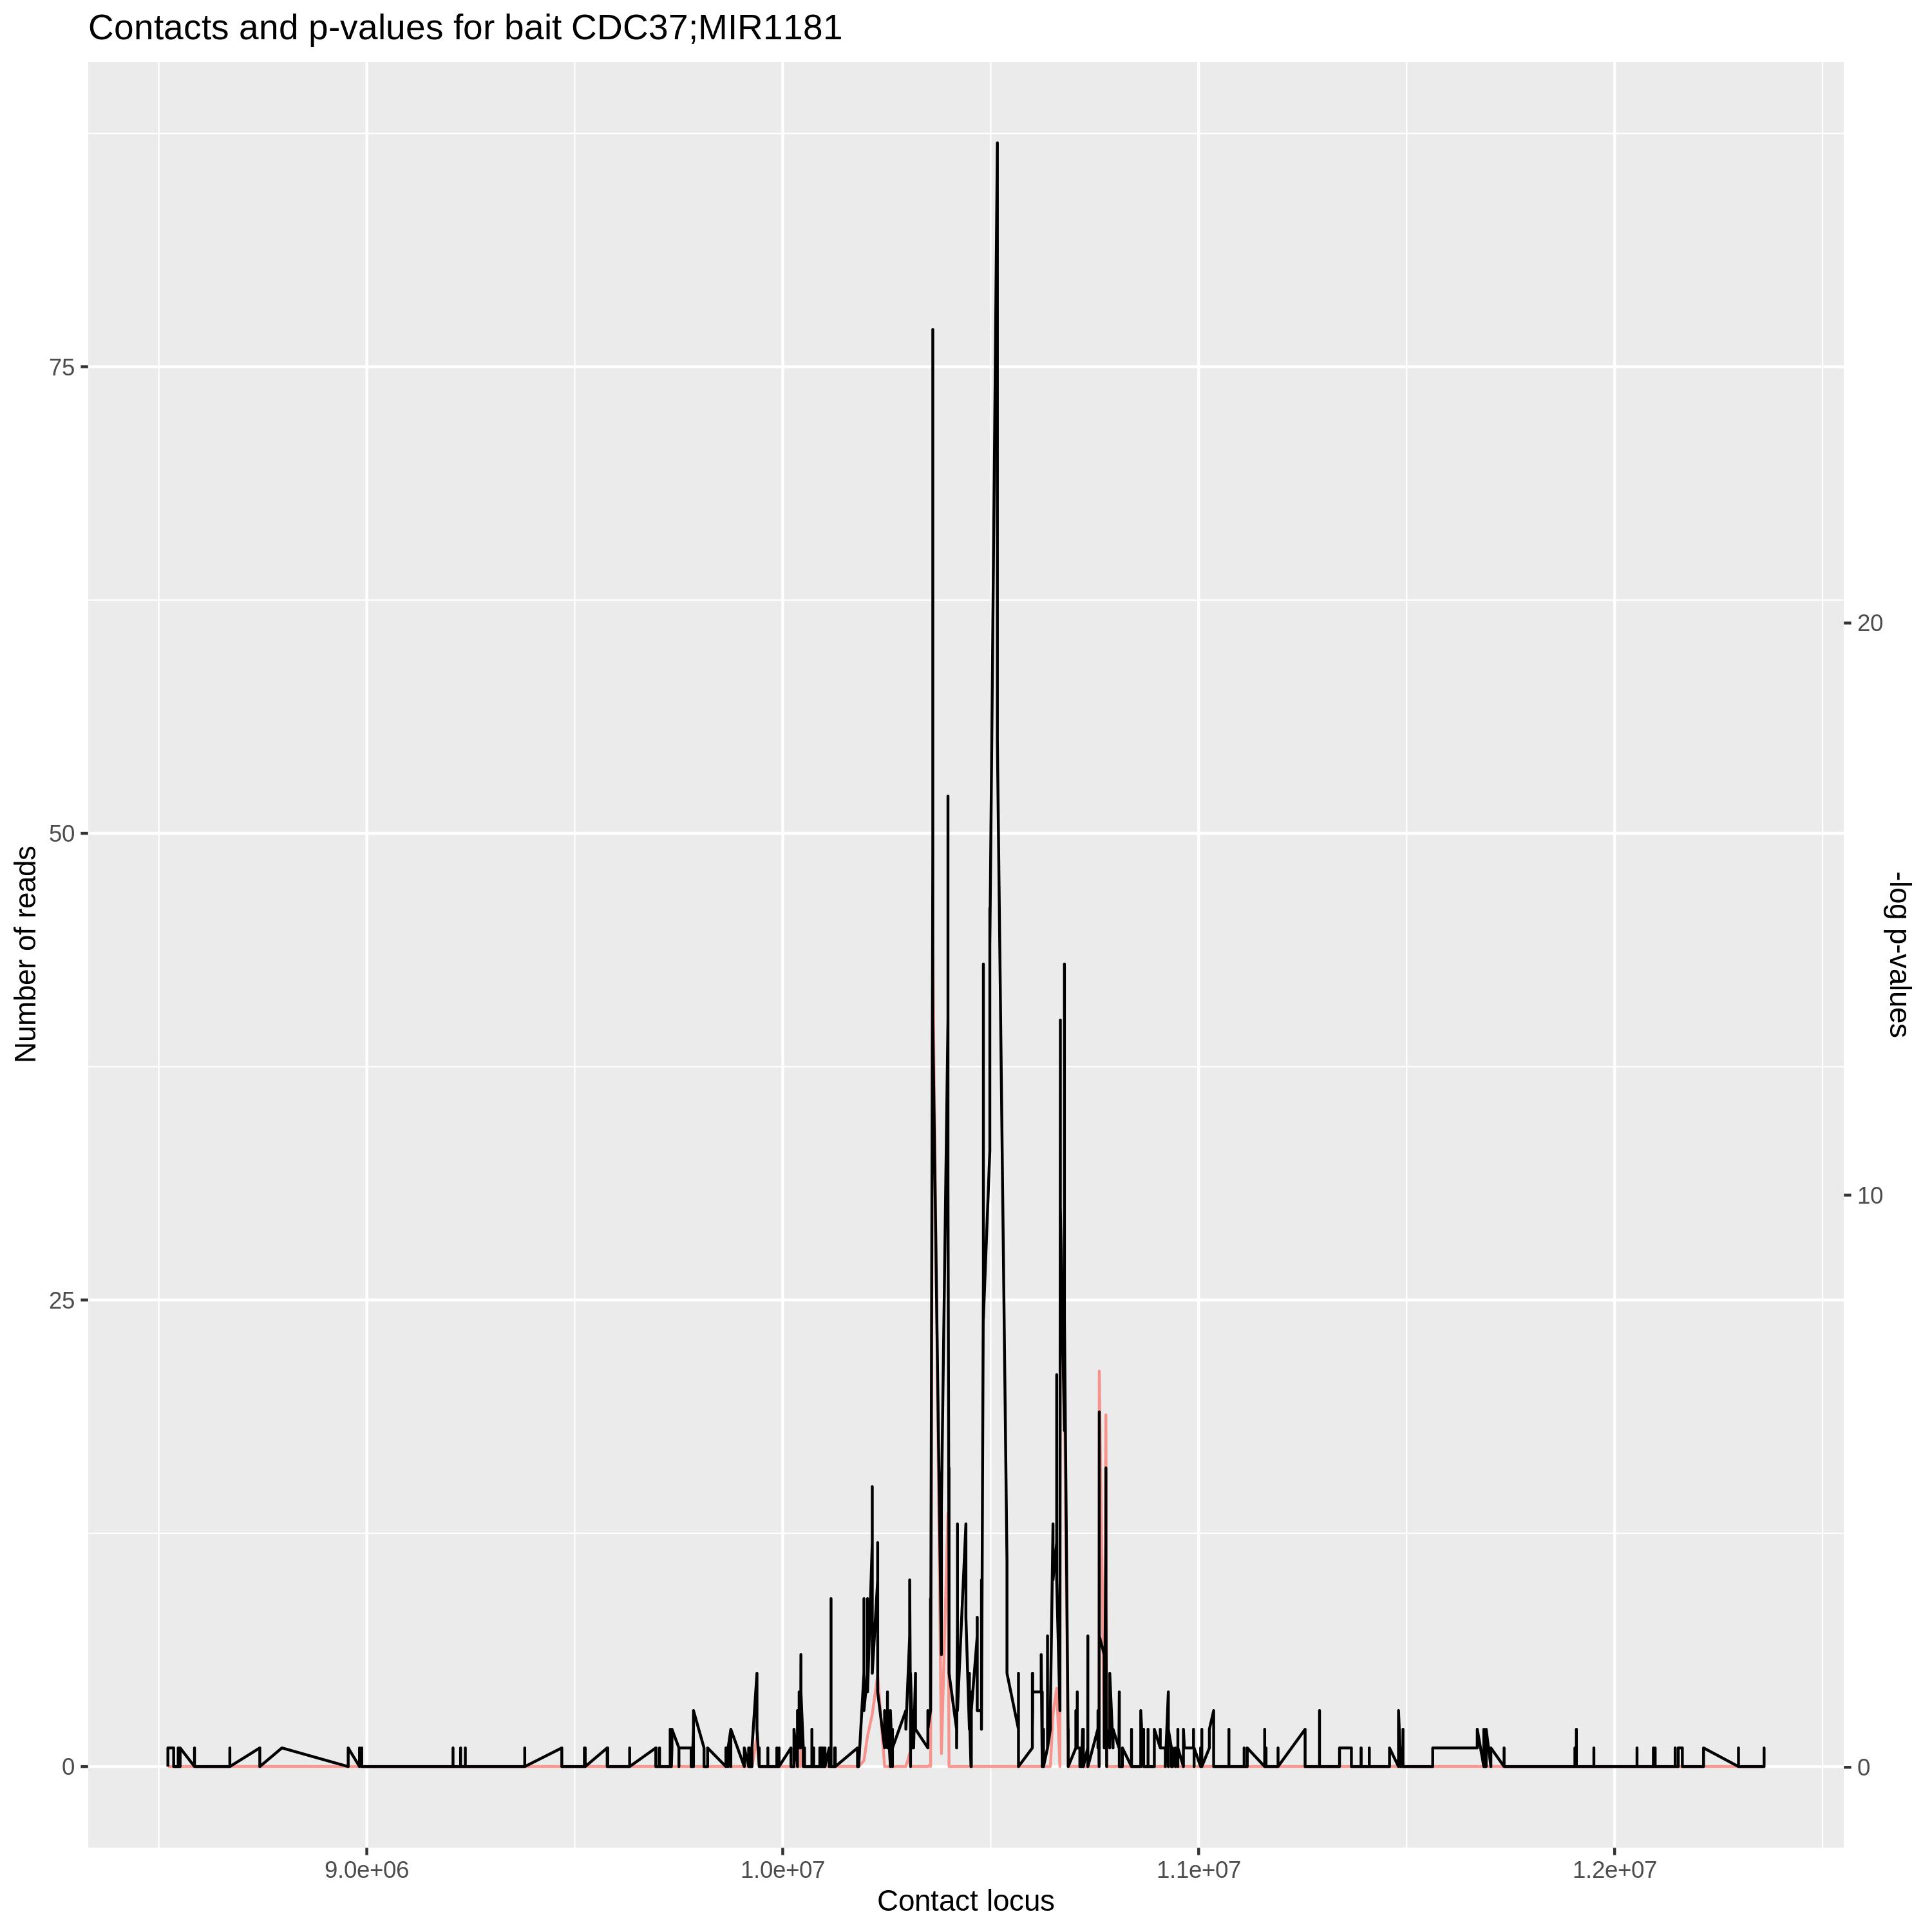 Contacts and p-values for bait CDC37;MIR1181
75
50
25
0
Number of reads
20
10
0
-log p-values
9.0e+06
1.0e+07
1.1e+07
1.2e+07
Contact locus